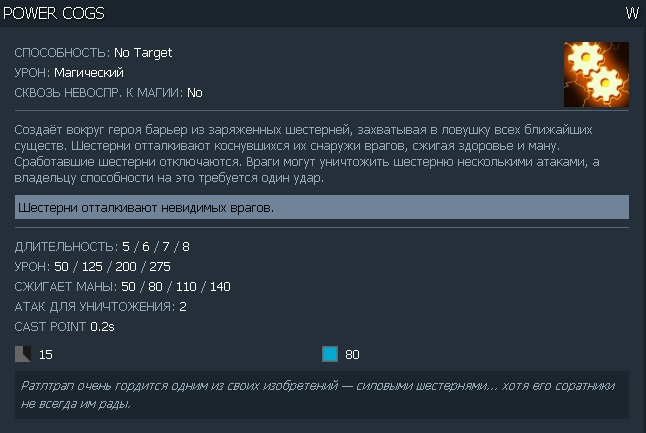 POWER COGS W
СПОСОБНОСТЬ: No Target
УРОН: Магический
СКВОЗЬ НЕВОСПР. К МАГИИ: No
Создаёт вокруг героя барьер из заряженных шестерней, захватывая в ловушку всех ближайших
существ. Шестерни отталкивают коснувшихся их снаружи врагов, сжигая здоровье и ману.
Сработавшие шестерни отключаются. Враги могут уничтожить шестерню несколькими атаками, а
владельцу способности на это требуется один удар.
Шестерни отталкивают невидимых врагов.
ДЛИТЕЛЬНОСТЬ: 5 / 6 / 7 / 8
УРОН: 50 / 125 / 200 / 275
СЖИГАЕТ МАНЫ: 50 / 80 / 110 / 140
АТАК ДЛЯ УНИЧТОЖЕНИЯ: 2
CAST POINT 0.2s
15 80
Рэтлтрап очень гордится одним из своих изобретений — силовыми шестернями... хотя его соратники
не всегда им рады.